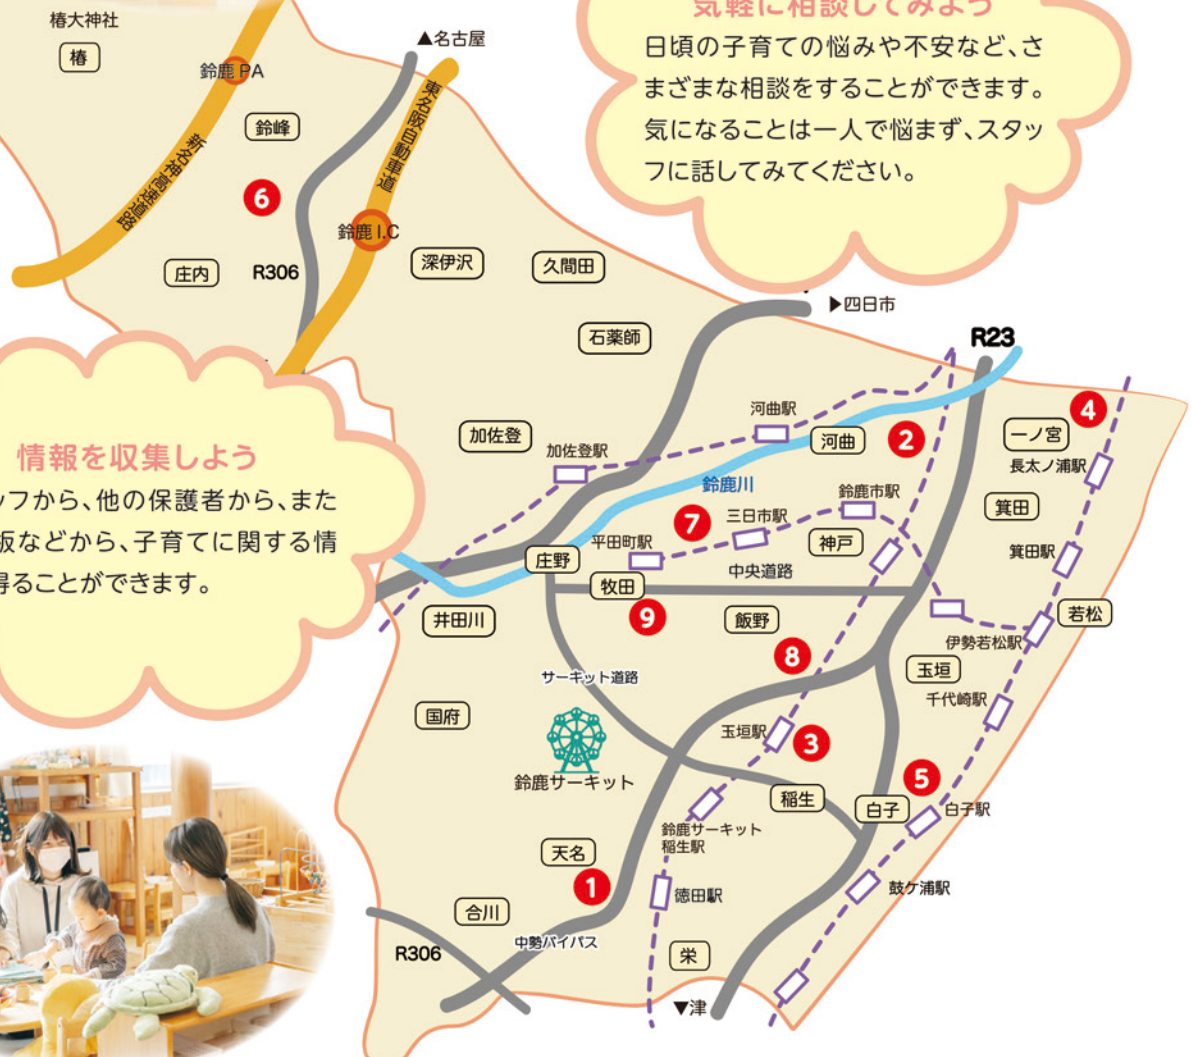 椿大神社
椿
鈴鹿PA
▲名古屋
鈴峰
東名阪自動車道
新名神高速道路
6
鈴鹿I.C
庄内
R306
深伊沢
久間田
石薬師
気軽に相談してみよう
日頃の子育ての悩みや不安など、さ
まざまな相談をすることができます。
気になることは一人で悩まず、スタッ
フに話してみてください。
▶四日市
R23
情報を収集しよう
ッフから、他の保護者から、また
板などから、子育てに関する情
得ることができます。
加佐登
加佐登駅
河曲駅
河曲
2
4
一ノ宮
長太ノ浦駅
鈴鹿川
鈴鹿市駅
箕田
7
三日市駅
平田町駅
神戸
箕田駅
庄野
中央道路
牧田
9
飯野
若松
井田川
伊勢若松駅
8
玉垣
サーキット道路
千代崎駅
国府
玉垣駅
3
鈴鹿サーキット
5
稲生
白子
白子駅
鈴鹿サーキット
稲生駅
天名
1
徳田駅
鼓ケ浦駅
合川
中勢バイパス
R306
栄
▼津